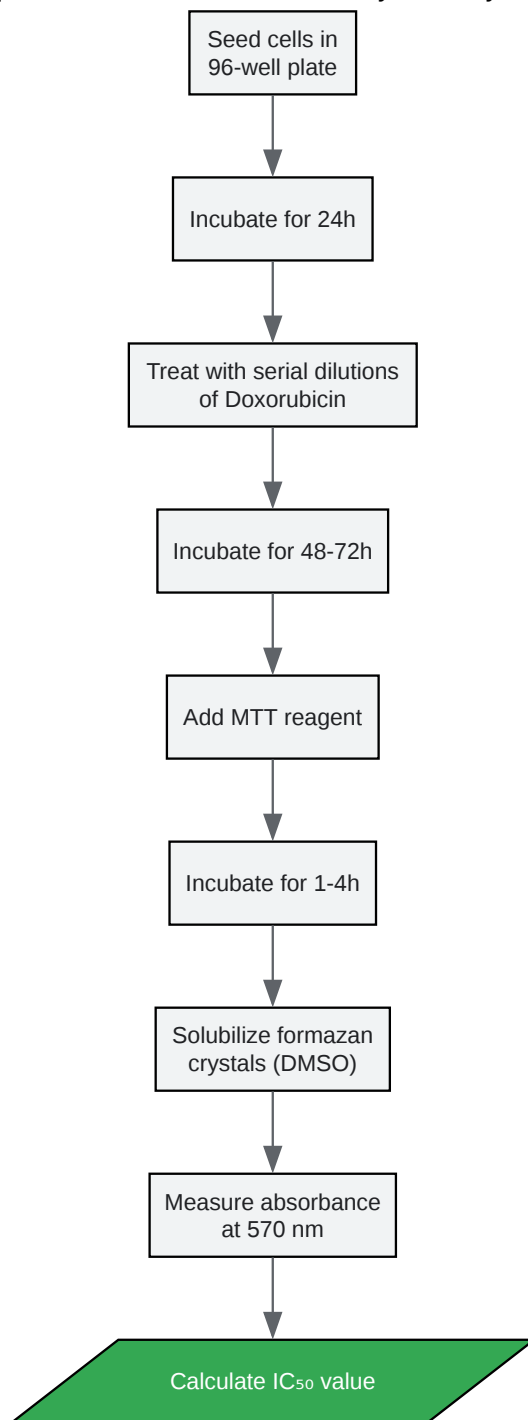 Seed cells in
96-well plate
Incubate for 24h
Treat with serial dilutions
of Doxorubicin
Incubate for 48-72h
Add MTT reagent
Incubate for 1-4h
Solubilize formazan
crystals (DMSO)
Measure absorbance
at 570 nm
Calculate IC₅₀ value